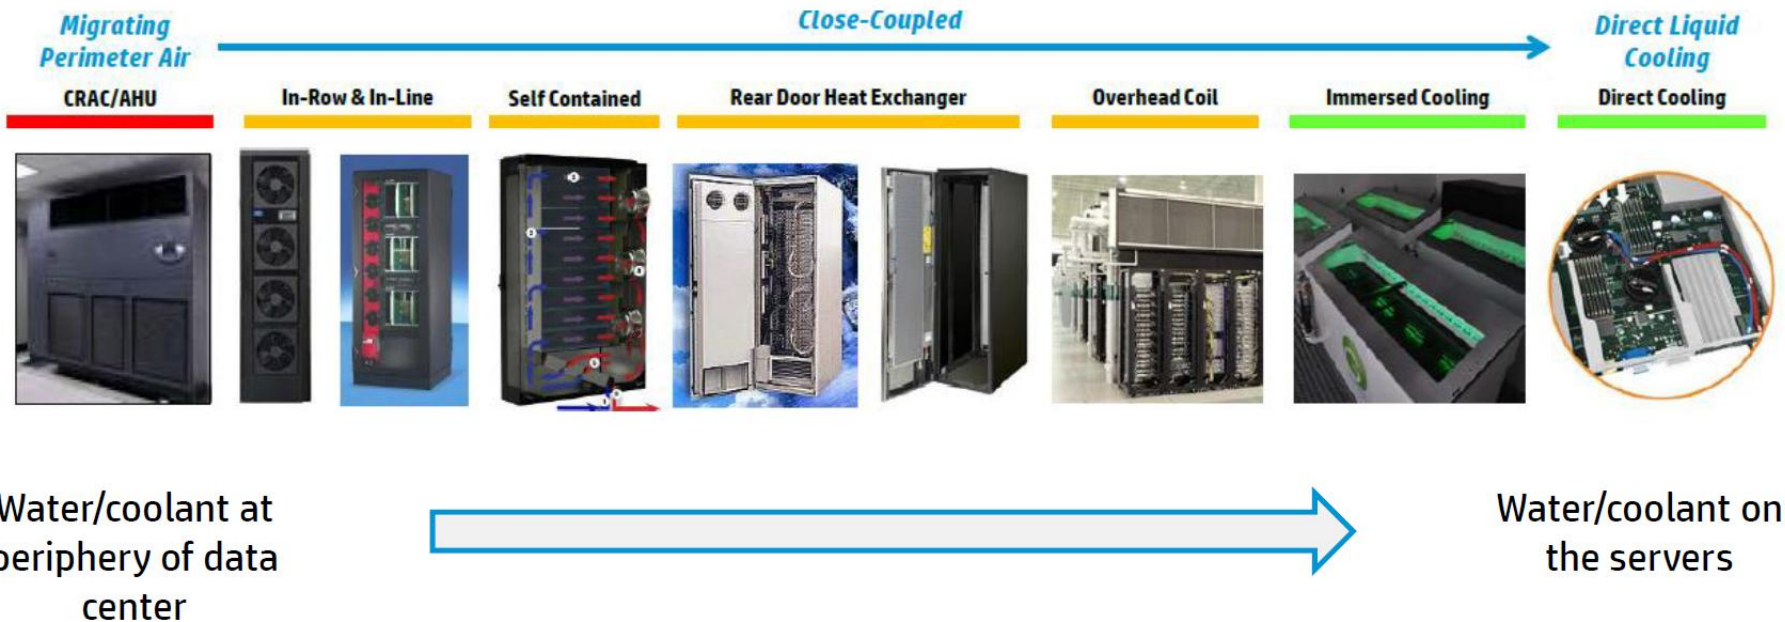 Migrating
Perimeter Air
Close-Coupled
Direct Liquid
Cooling
CRAC/AHU
In-Row & In-Line
Self Contained
Rear Door Heat Exchanger
Overhead Coil
Immersed Cooling
Direct Cooling
Water/coolant at
periphery of data
center
Water/coolant on
the servers